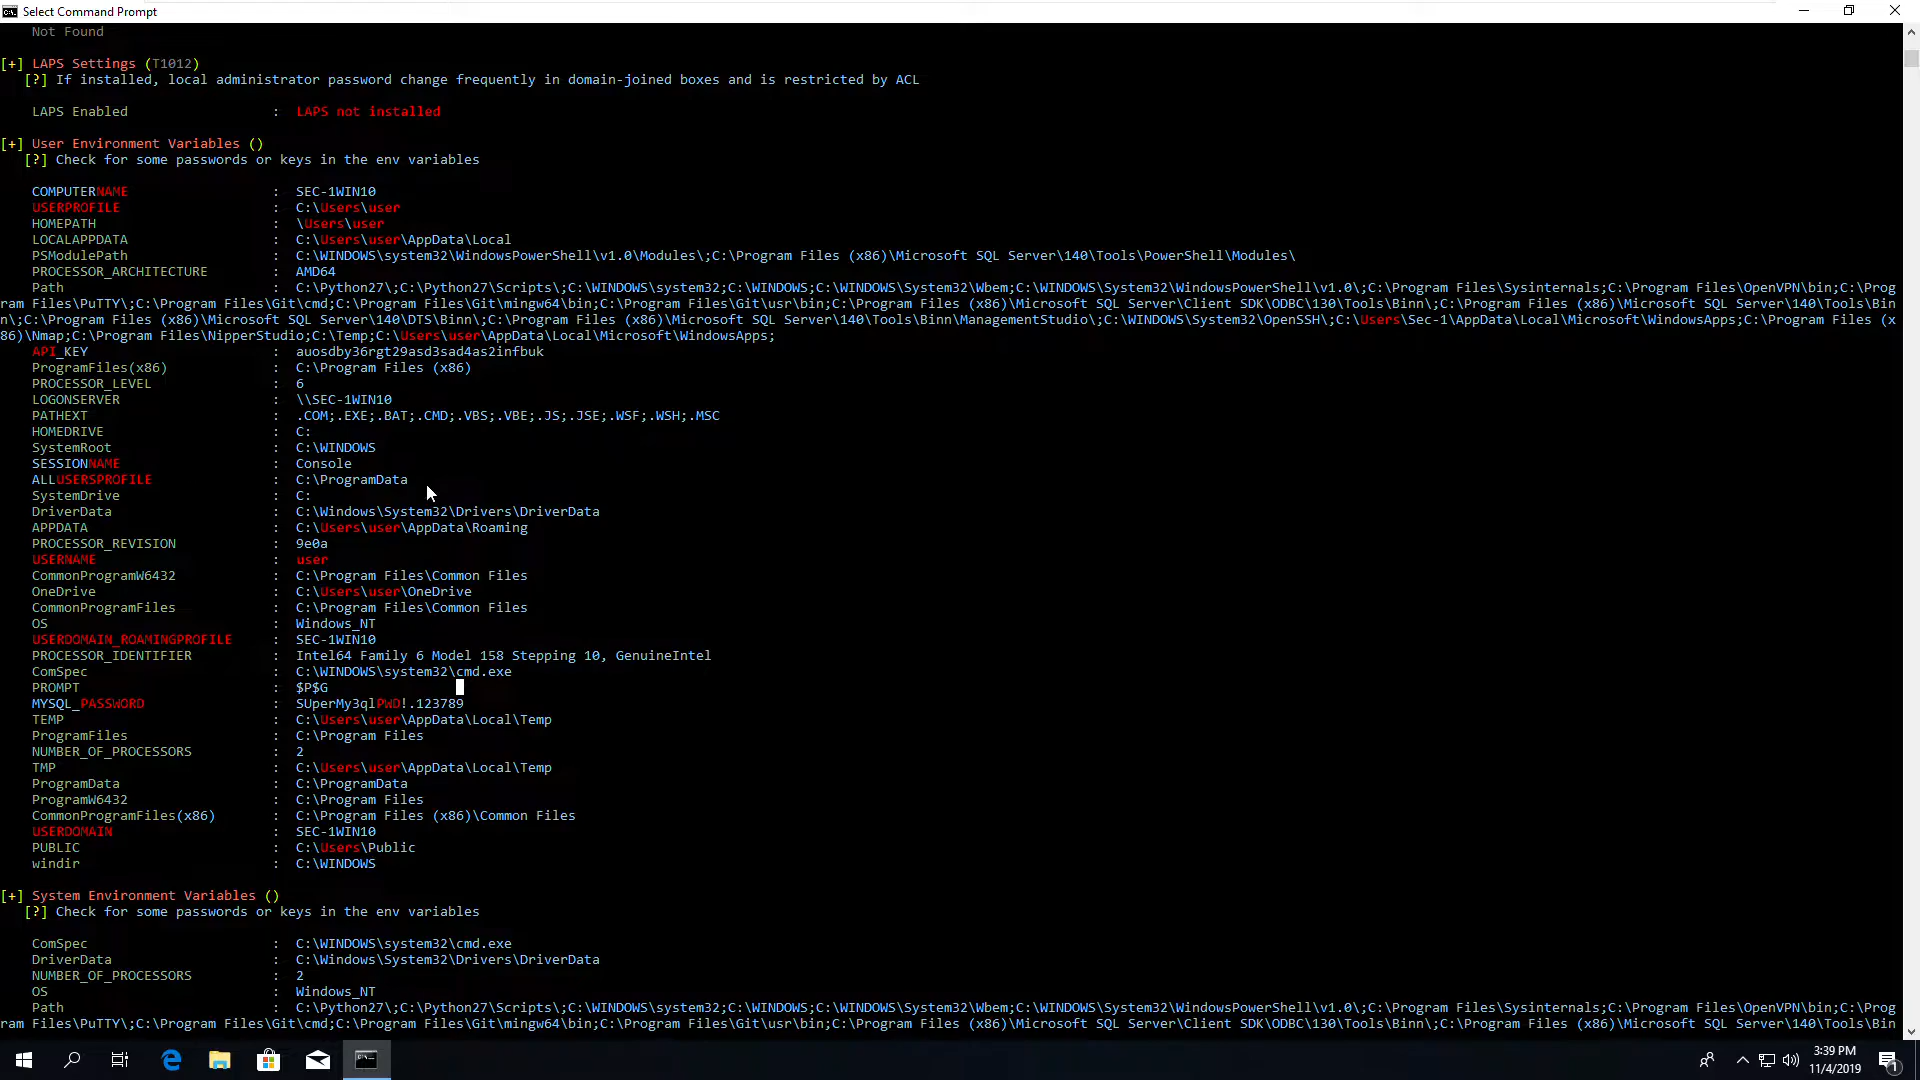 Select Command Prompt
Not Found
[+] LAPS Settings (T1012)
[?] If installed, local administrator password change frequently in domain-joined boxes and is restricted by ACL
LAPS Enabled : LAPS not installed
[+] User Environment Variables ()
[?] Check for some passwords or keys in the env variables
COMPUTERNAME : SEC-1WIN10
USERPROFILE : C:\Users\user
HOMEPATH : \Users\user
LOCALAPPDATA : C:\Users\user\AppData\Local
PSModulePath : C:\WINDOWS\system32\WindowsPowerShell\v1.0\Modules\;C:\Program Files (x86)\Microsoft SQL Server\140\Tools\PowerShell\Modules\
PROCESSOR_ARCHITECTURE : AMD64
Path : C:\Python27\;C:\Python27\Scripts\;C:\WINDOWS\system32;C:\WINDOWS;C:\WINDOWS\System32\Wbem;C:\WINDOWS\System32\WindowsPowerShell\v1.0\;C:\Program Files\Sysinternals;C:\Program Files\OpenVPN\bin;C:\Prog
ram Files\PuTTY\;C:\Program Files\Git\cmd;C:\Program Files\Git\mingw64\bin;C:\Program Files\Git\usr\bin;C:\Program Files (x86)\Microsoft SQL Server\Client SDK\ODBC\130\Tools\Binn\;C:\Program Files (x86)\Microsoft SQL Server\140\Tools\Bin
n\;C:\Program Files (x86)\Microsoft SQL Server\140\DTS\Binn\;C:\Program Files (x86)\Microsoft SQL Server\140\Tools\Binn\ManagementStudio\;C:\WINDOWS\System32\OpenSSH\;C:\Users\Sec-1\AppData\Local\Microsoft\WindowsApps;C:\Program Files (x
86)\Nmap;C:\Program Files\NipperStudio;C:\Temp;C:\Users\user\AppData\Local\Microsoft\WindowsApps;
API_KEY : auosdby36rgt29asd3sad4as2infbuk
ProgramFiles(x86) : C:\Program Files (x86)
PROCESSOR_LEVEL : 6
LOGONSERVER : \\SEC-1WIN10
PATHEXT : .COM;.EXE;.BAT;.CMD;.VBS;.VBE;.JS;.JSE;.WSF;.WSH;.MSC
HOMEDRIVE : C:
SystemRoot : C:\WINDOWS
SESSIONNAME : Console
ALLUSERSPROFILE : C:\ProgramData
SystemDrive : C:
DriverData : C:\Windows\System32\Drivers\DriverData
APPDATA : C:\Users\user\AppData\Roaming
PROCESSOR_REVISION : 9e0a
USERNAME : user
CommonProgramW6432 : C:\Program Files\Common Files
OneDrive : C:\Users\user\OneDrive
CommonProgramFiles : C:\Program Files\Common Files
OS : Windows_NT
USERDOMAIN_ROAMINGPROFILE : SEC-1WIN10
PROCESSOR_IDENTIFIER : Intel64 Family 6 Model 158 Stepping 10, GenuineIntel
ComSpec : C:\WINDOWS\system32\cmd.exe
PROMPT : $P$G
MYSQL_PASSWORD : SUperMy3qlPWD!.123789
TEMP : C:\Users\user\AppData\Local\Temp
ProgramFiles : C:\Program Files
NUMBER_OF_PROCESSORS : 2
TMP : C:\Users\user\AppData\Local\Temp
ProgramData : C:\ProgramData
ProgramW6432 : C:\Program Files
CommonProgramFiles(x86) : C:\Program Files (x86)\Common Files
USERDOMAIN : SEC-1WIN10
PUBLIC : C:\Users\Public
windir : C:\WINDOWS
[+] System Environment Variables ()
[?] Check for some passwords or keys in the env variables
ComSpec : C:\WINDOWS\system32\cmd.exe
DriverData : C:\Windows\System32\Drivers\DriverData
NUMBER_OF_PROCESSORS : 2
OS : Windows_NT
Path : C:\Python27\;C:\Python27\Scripts\;C:\WINDOWS\system32;C:\WINDOWS;C:\WINDOWS\System32\Wbem;C:\WINDOWS\System32\WindowsPowerShell\v1.0\;C:\Program Files\Sysinternals;C:\Program Files\OpenVPN\bin;C:\Prog
ram Files\PuTTY\;C:\Program Files\Git\cmd;C:\Program Files\Git\mingw64\bin;C:\Program Files\Git\usr\bin;C:\Program Files (x86)\Microsoft SQL Server\Client SDK\ODBC\130\Tools\Binn\;C:\Program Files (x86)\Microsoft SQL Server\140\Tools\Bin
3:39 PM
11/4/2019
1